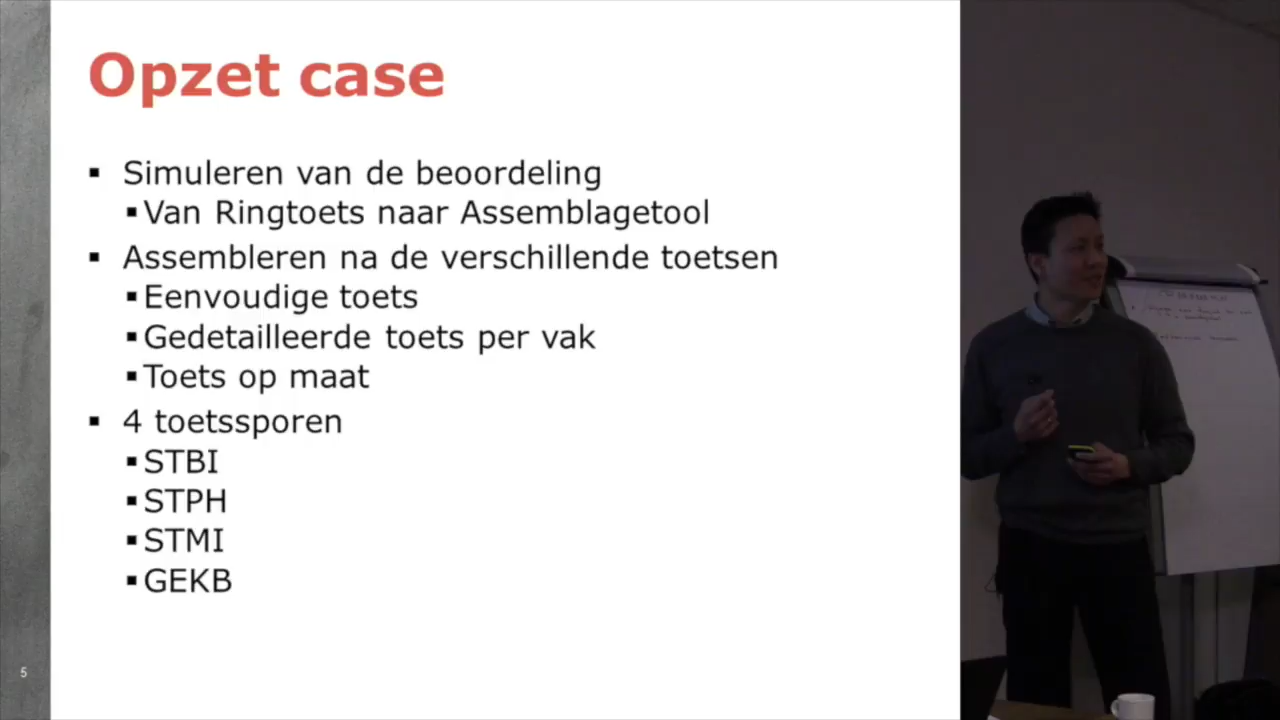 Opzet case
▪ Simuleren van de beoordeling
▪ Van Ringtoets naar Assemblagetool
▪ Assembleren na de verschillende toetsen
▪ Eenvoudige toets
▪ Gedetailleerde toets per vak
▪ Toets op maat
▪ 4 toetssporen
▪ STBI
▪ STPH
▪ STMI
▪ GEKB
5